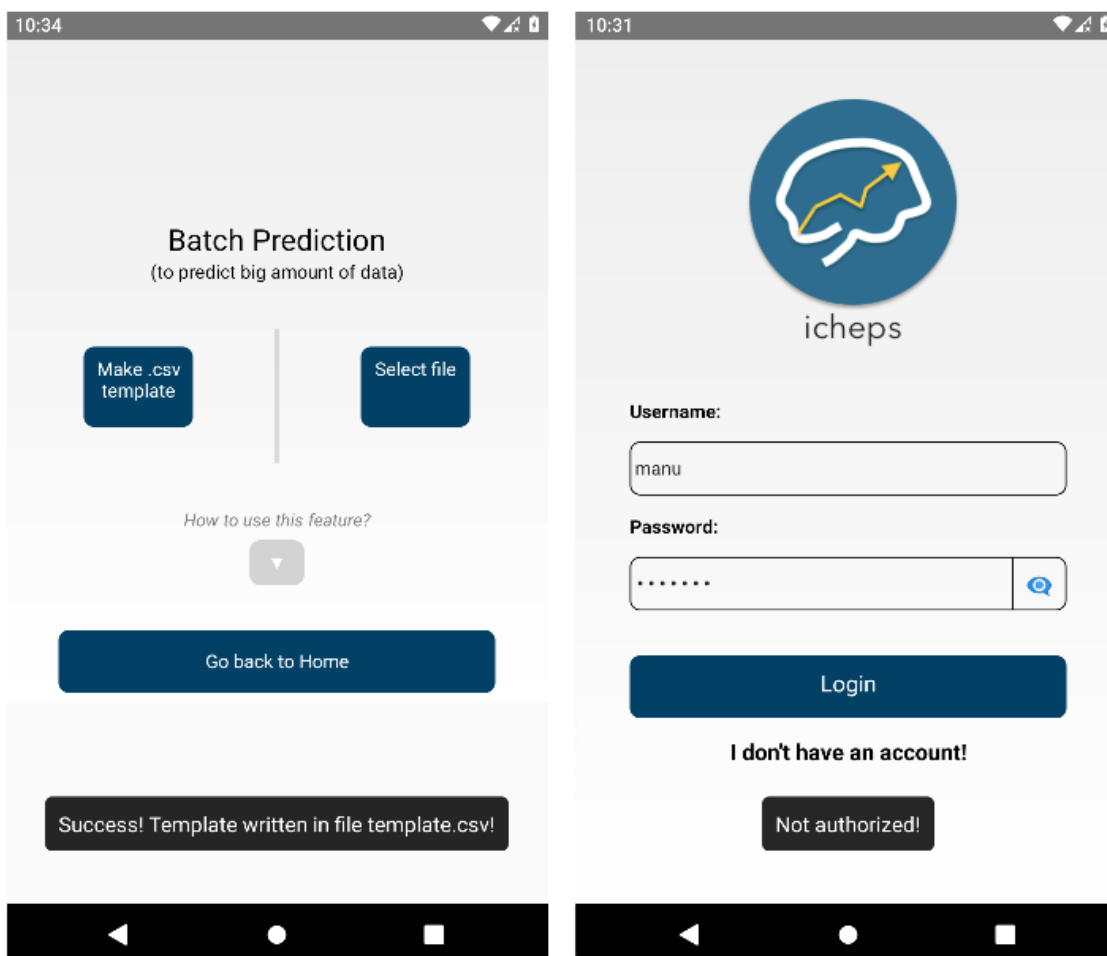 10:34
Batch Prediction
(to predict big amount of data)
Make .csv
template
Select file
How to use this feature?
Go back to Home
Success! Template written in file template.csv!
10:31
icheps
Username:
manu
Password:
•••••••
Login
I don't have an account!
Not authorized!